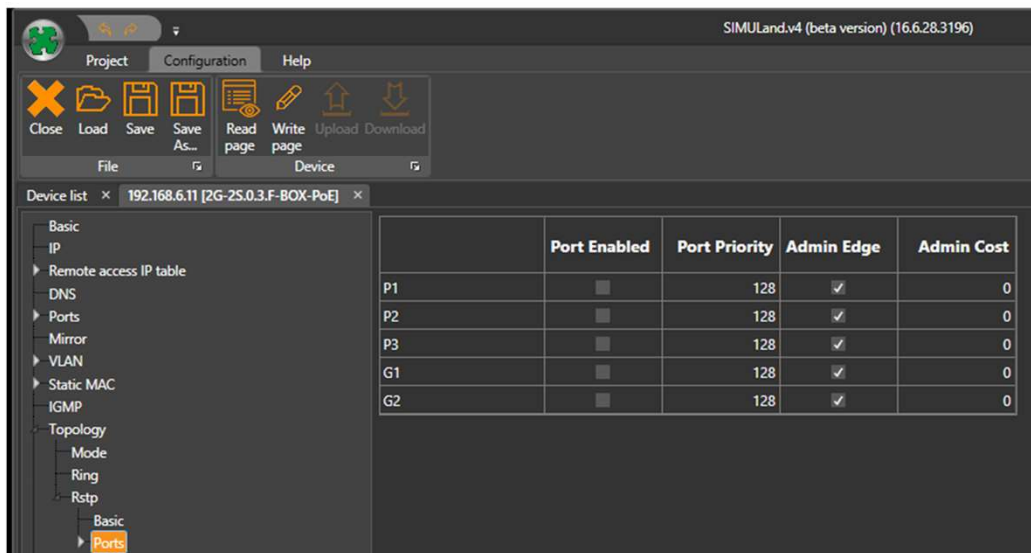 SIMULand.v4 (beta version) (16.6.28.3196)
Project Configuration Help
Close Load Save Save As... Read page Write page Upload Download
File Device
Device list × 192.168.6.11 [2G-2S.0.3.F-BOX-PoE] ×
Basic
IP
Remote access IP table
DNS
Ports
Mirror
VLAN
Static MAC
IGMP
Topology
Mode
Ring
Rstp
Basic
Ports
Port Enabled Port Priority Admin Edge Admin Cost
P1 128 0
P2 128 0
P3 128 0
G1 128 0
G2 128 0